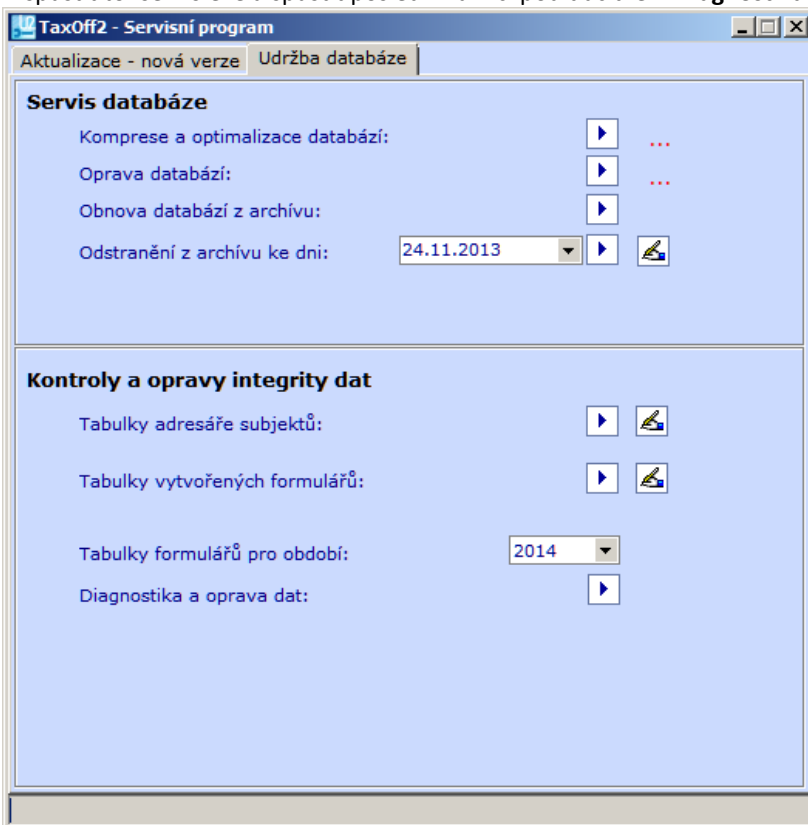 TaxOff2 - Servisní program
Aktualizace - nová verze Údržba databáze
Servis databáze
Komprese a optimalizace databází: ...
Oprava databází: ...
Obnova databází z archívu:
Odstranění z archívu ke dni: 24.11.2013
Kontroly a opravy integrity dat
Tabulky adresáře subjektů:
Tabulky vytvořených formulářů:
Tabulky formulářů pro období: 2014
Diagnostika a oprava dat: